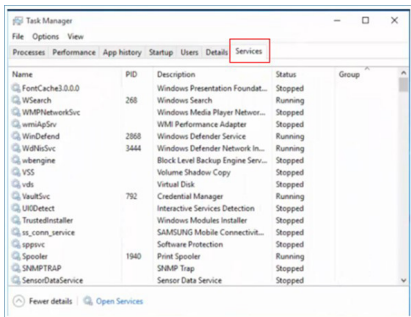 Task Manager
File Options View
Processes Performance App history Startup Users Details Services
Name PID Description Status Group
FontCache3.0.0.0 Windows Presentation Foundat... Stopped
WSearch 268 Windows Search Running
WMPNetworkSvc Windows Media Player Networ... Stopped
wmiApSrv WMI Performance Adapter Stopped
WinDefend 2868 Windows Defender Service Running
WdNisSvc 3444 Windows Defender Network In... Running
wbengine Block Level Backup Engine Serv... Stopped
VSS Volume Shadow Copy Stopped
vds Virtual Disk Stopped
VaultSvc 792 Credential Manager Running
UI0Detect Interactive Services Detection Stopped
TrustedInstaller Windows Modules Installer Stopped
ss_conn_service SAMSUNG Mobile Connectivit... Stopped
sppsvc Software Protection Stopped
Spooler 1940 Print Spooler Running
SNMPTRAP SNMP Trap Stopped
SensorDataService Sensor Data Service Stopped
Fewer details Open Services